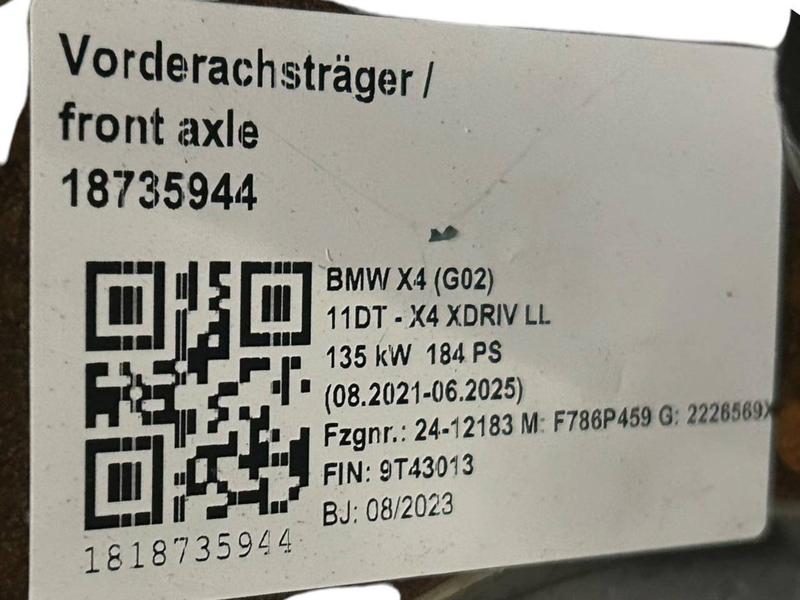 Vorderachsträger /
front axle
18735944
BMW X4 (G02)
11DT - X4 XDRIV LL
135 kW 184 PS
(08.2021-06.2025)
Fzgnr.: 24-12183 M: F786P459 G: 2226569X
FIN: 9T43013
BJ: 08/2023
1818735944